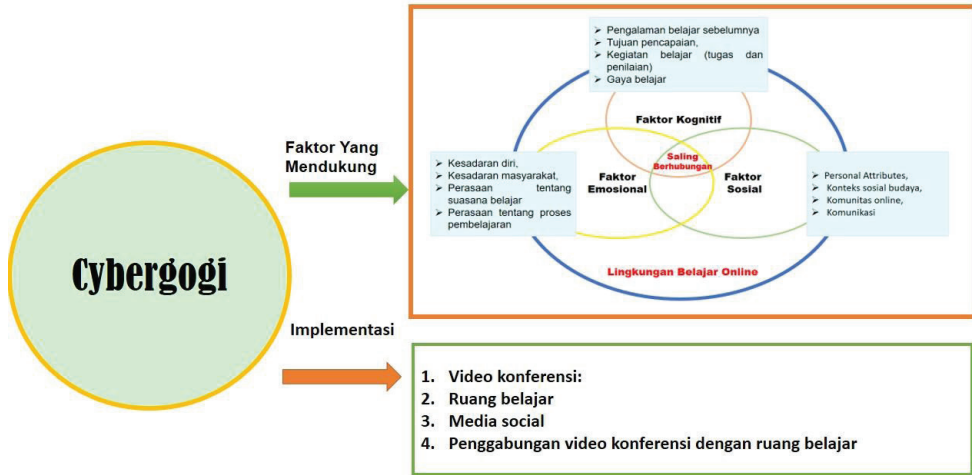 Cybergogi
Faktor Yang
Mendukung
➢ Pengalaman belajar sebelumnya
➢ Tujuan pencapaian,
➢ Kegiatan belajar (tugas dan
penilaian)
➢ Gaya belajar
Faktor Kognitif
Saling
Berhubungan
➢ Kesadaran diri,
➢ Kesadaran masyarakat,
➢ Perasaan tentang
suasana belajar
➢ Perasaan tentang proses
pembelajaran
Faktor
Emosional
Faktor
Sosial
➢ Personal Attributes,
➢ Konteks sosial budaya,
➢ Komunitas online,
➢ Komunikasi
Lingkungan Belajar Online
Implementasi
1. Video konferensi:
2. Ruang belajar
3. Media social
4. Penggabungan video konferensi dengan ruang belajar